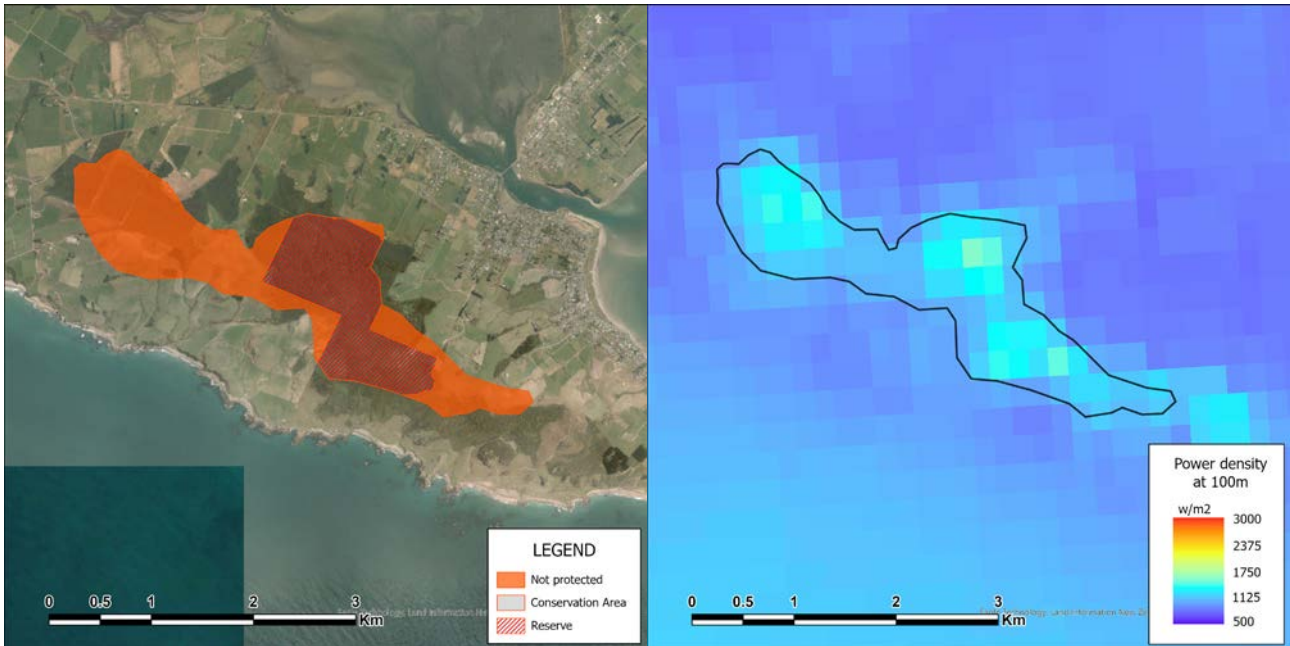 LEGEND
Not protected
Conservation Area
Reserve
0 0.5 1 2 3
Km
Power density
at 100m
w/m2
3000
2375
1750
1125
500
0 0.5 1 2 3
Km